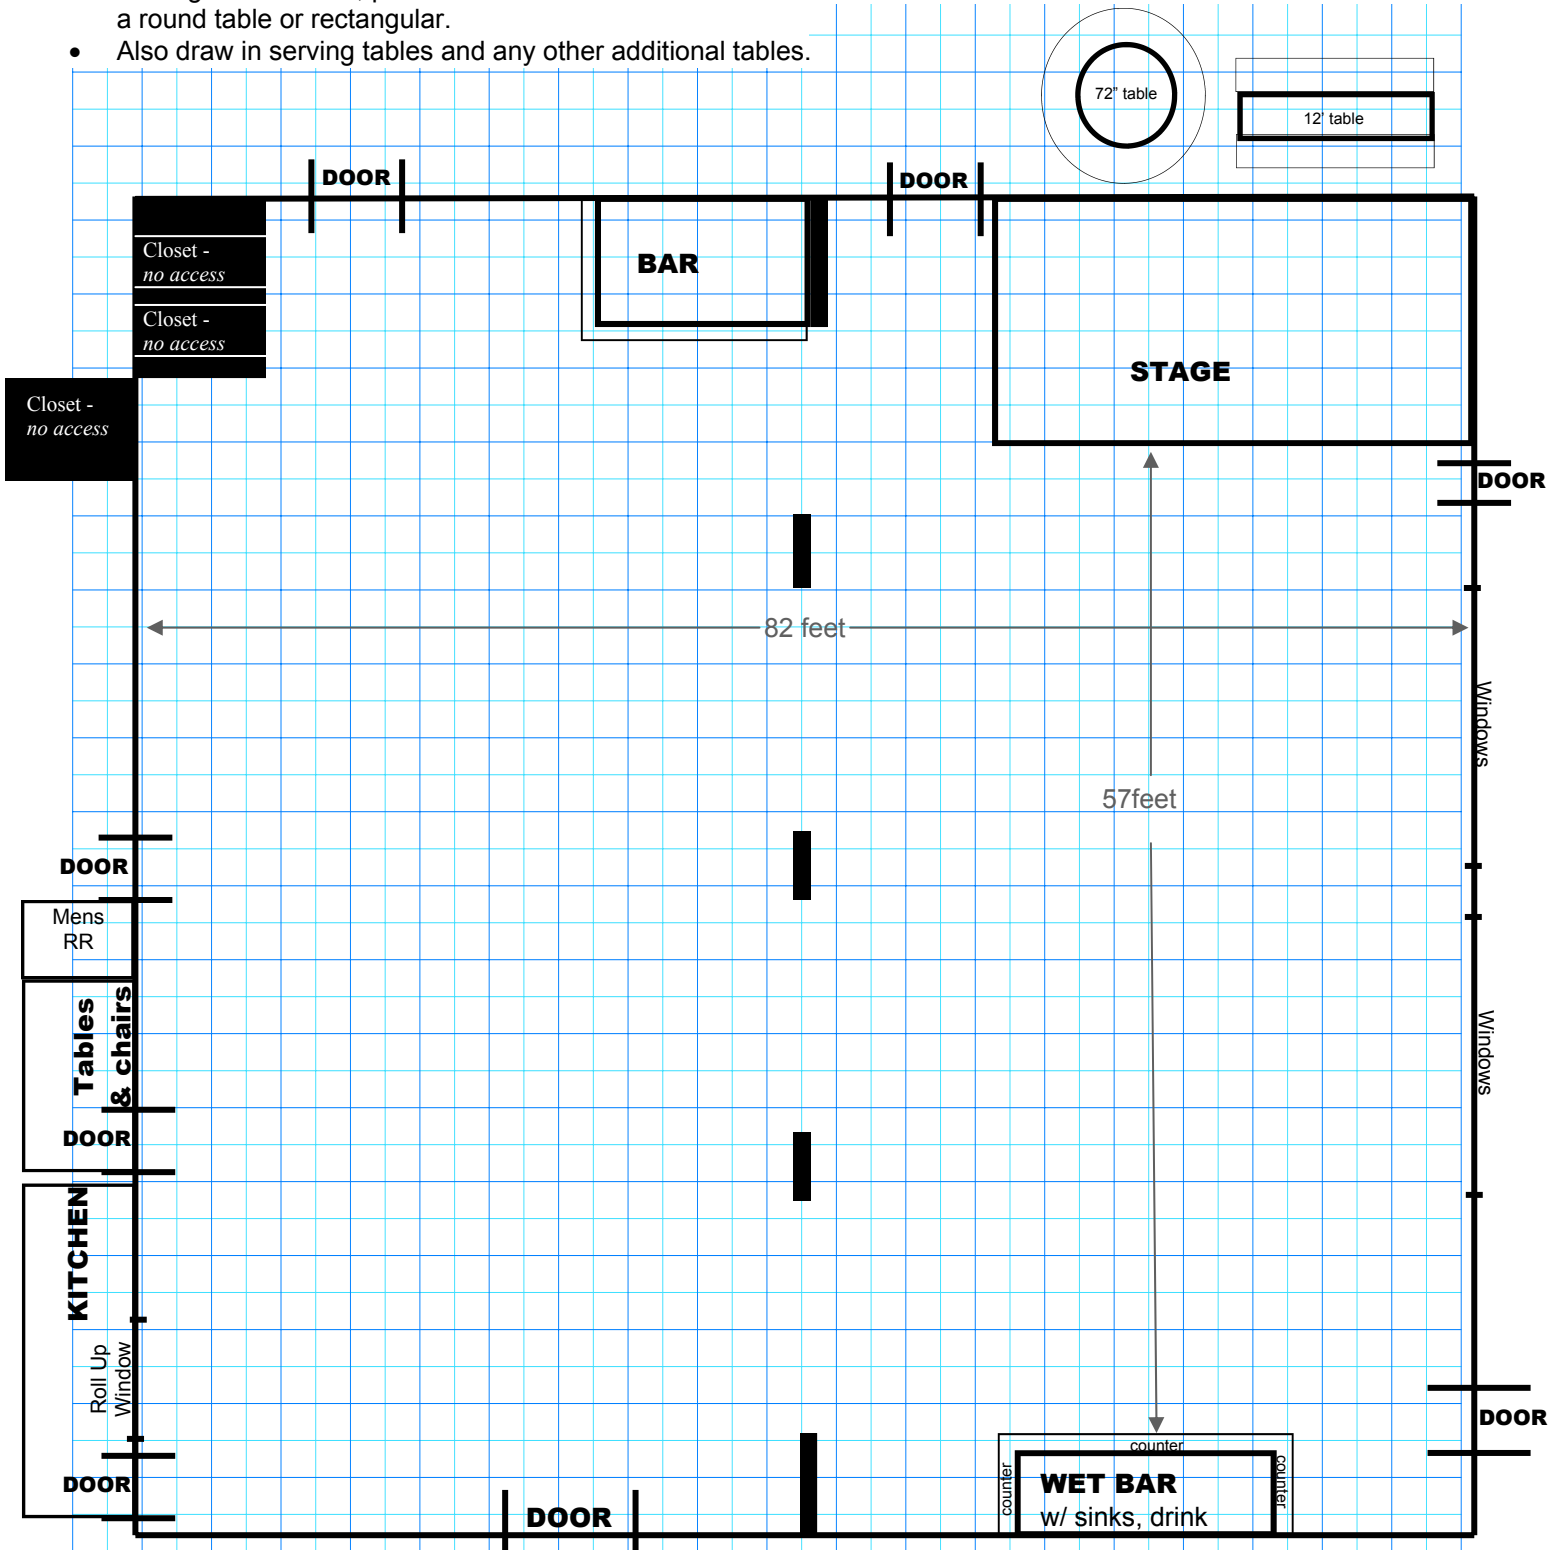 a round table or rectangular.
• Also draw in serving tables and any other additional tables.
72" table
12' table
DOOR
DOOR
Closet -
no access
BAR
Closet -
no access
STAGE
Closet -
no access
DOOR
82 feet
Windows
57feet
DOOR
Mens
RR
Tables
& chairs
Windows
DOOR
KITCHEN
Roll Up
Window
DOOR
counter
counter
WET BAR
w/ sinks, drink
counter
DOOR
DOOR